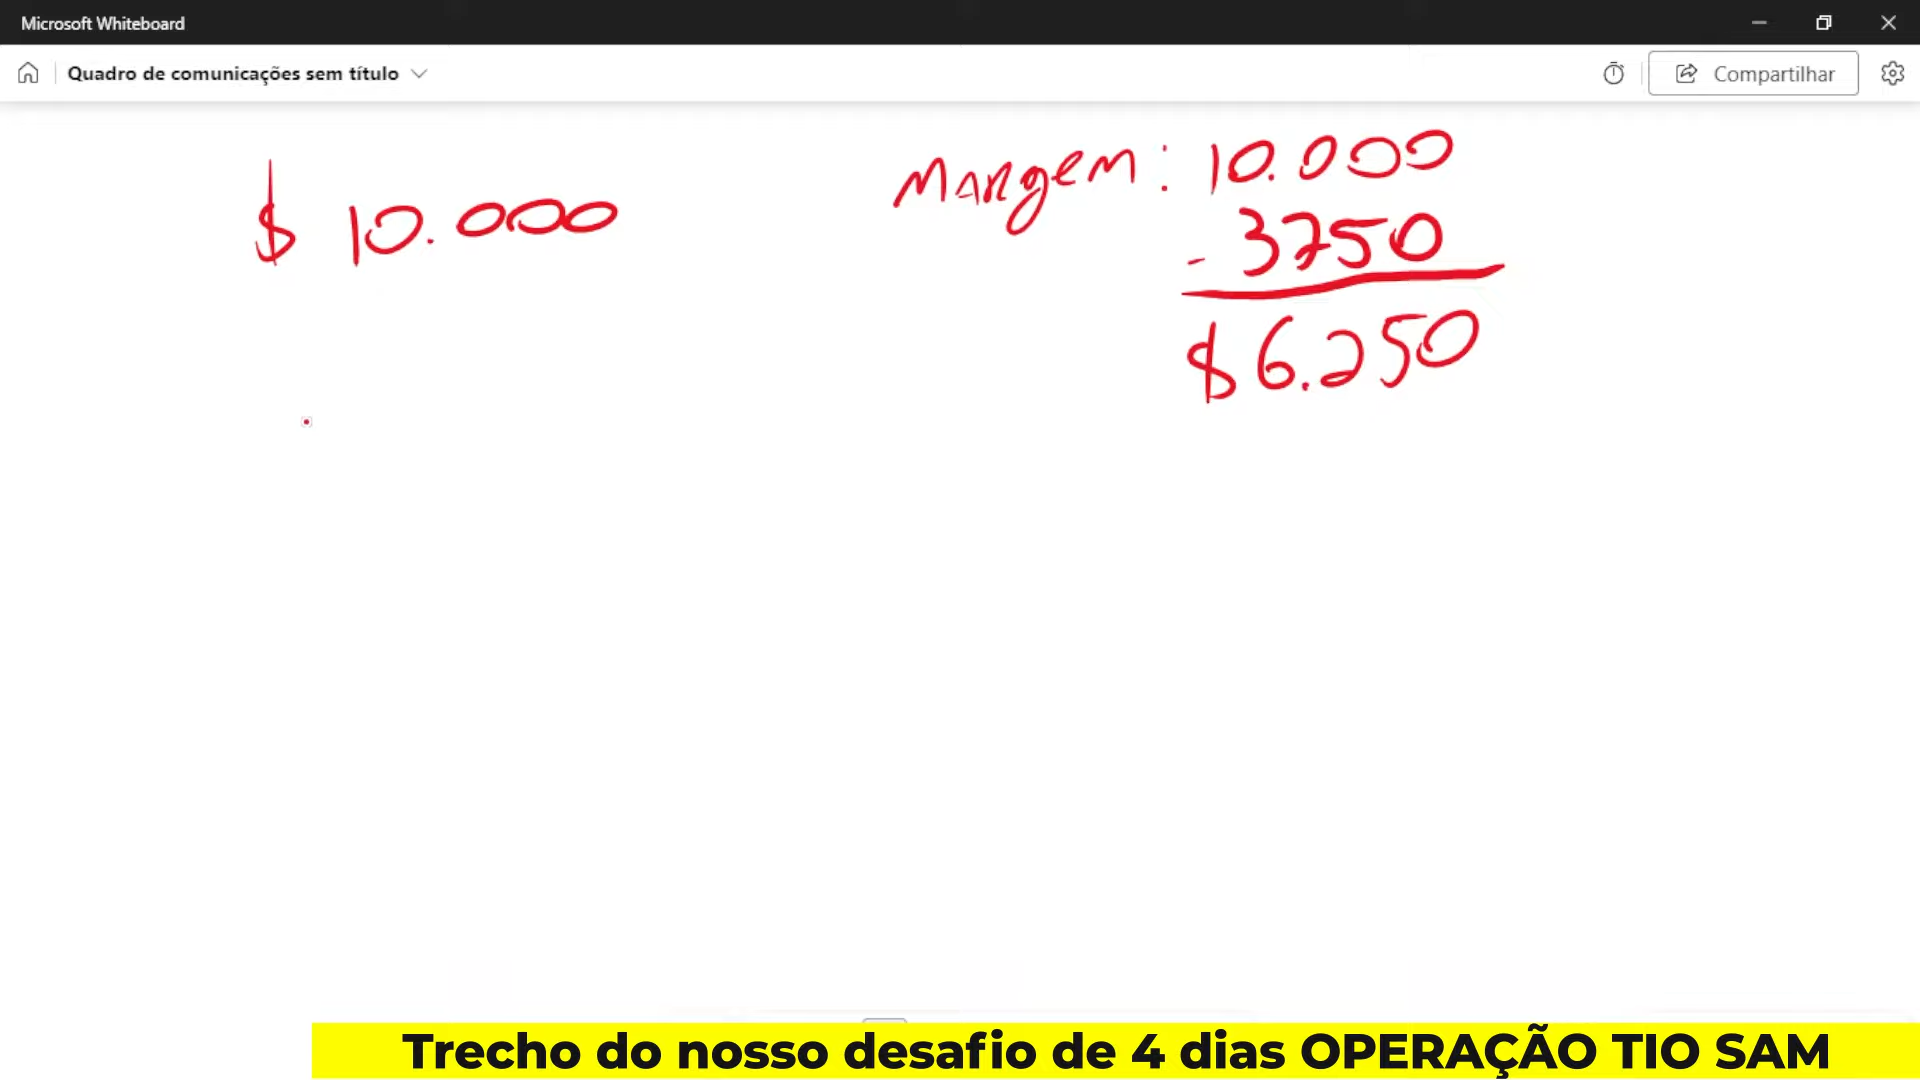 Microsoft Whiteboard
Quadro de comunicações sem título
Compartilhar
$ 10.000
Margem: 10.000
- 3750
$ 6.250
Trecho do nosso desafio de 4 dias OPERAÇÃO TIO SAM